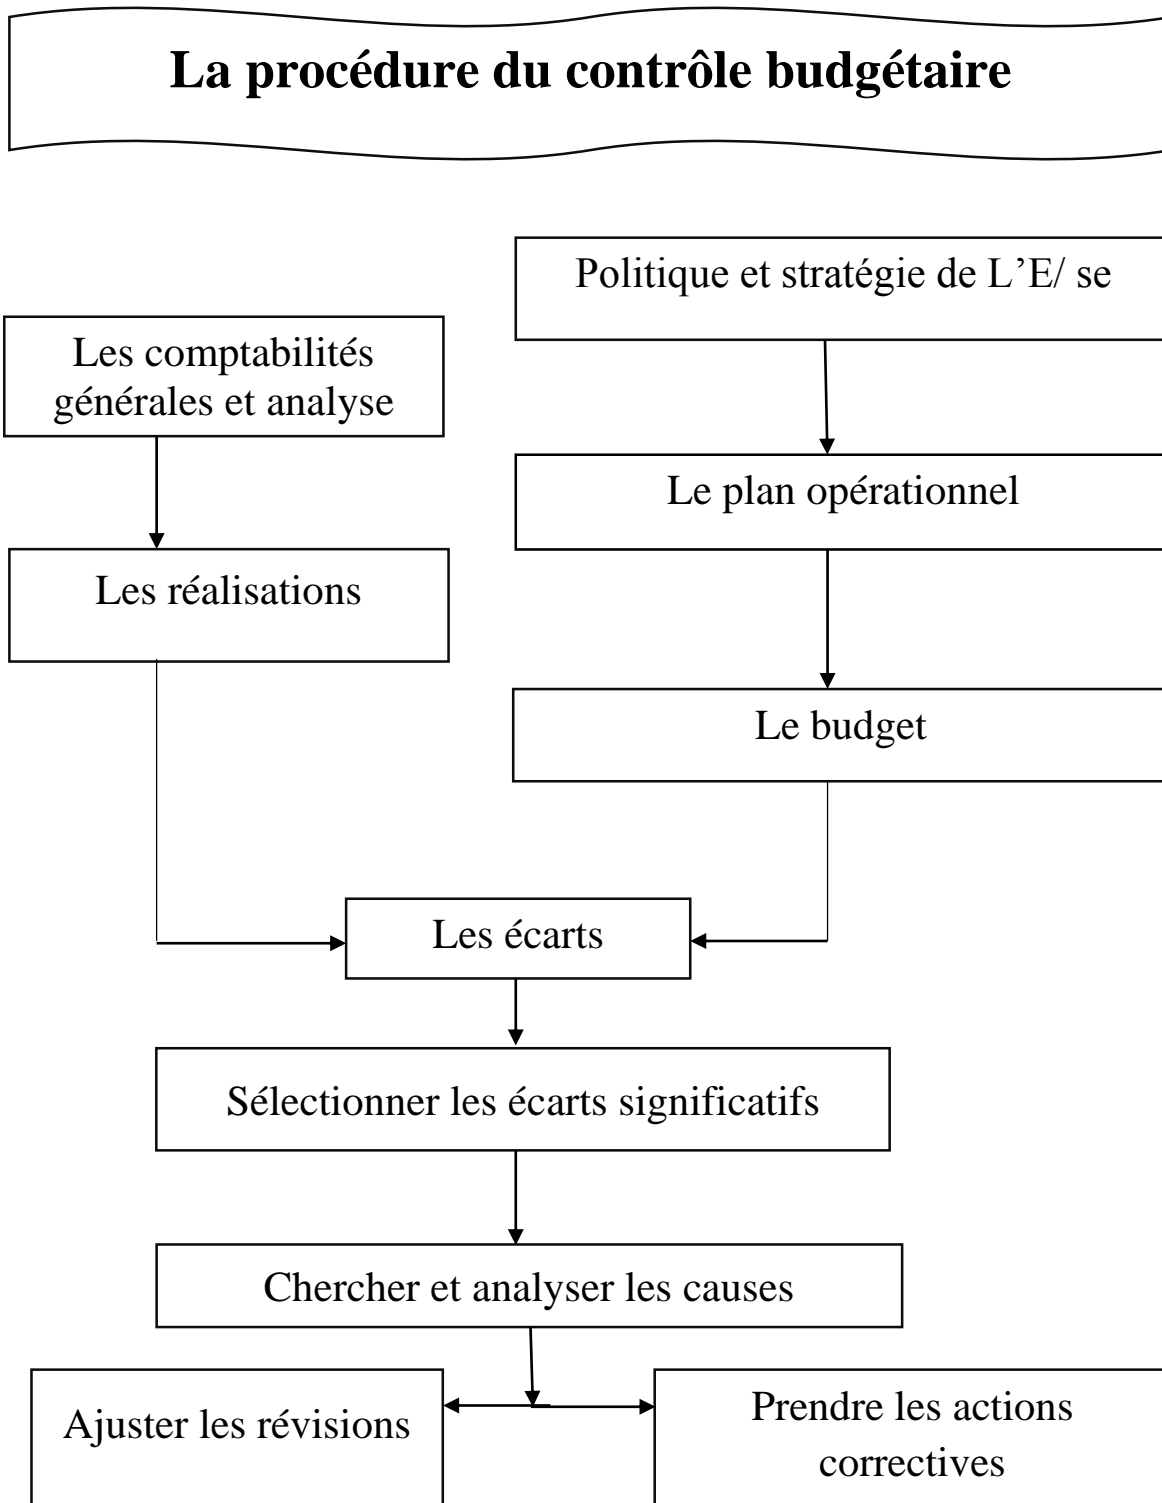 La procédure du contrôle budgétaire
Politique et stratégie de L’E/ se
Les comptabilités
générales et analyse
Le plan opérationnel
Les réalisations
Le budget
Les écarts
Sélectionner les écarts significatifs
Chercher et analyser les causes
Ajuster les révisions
Prendre les actions
correctives